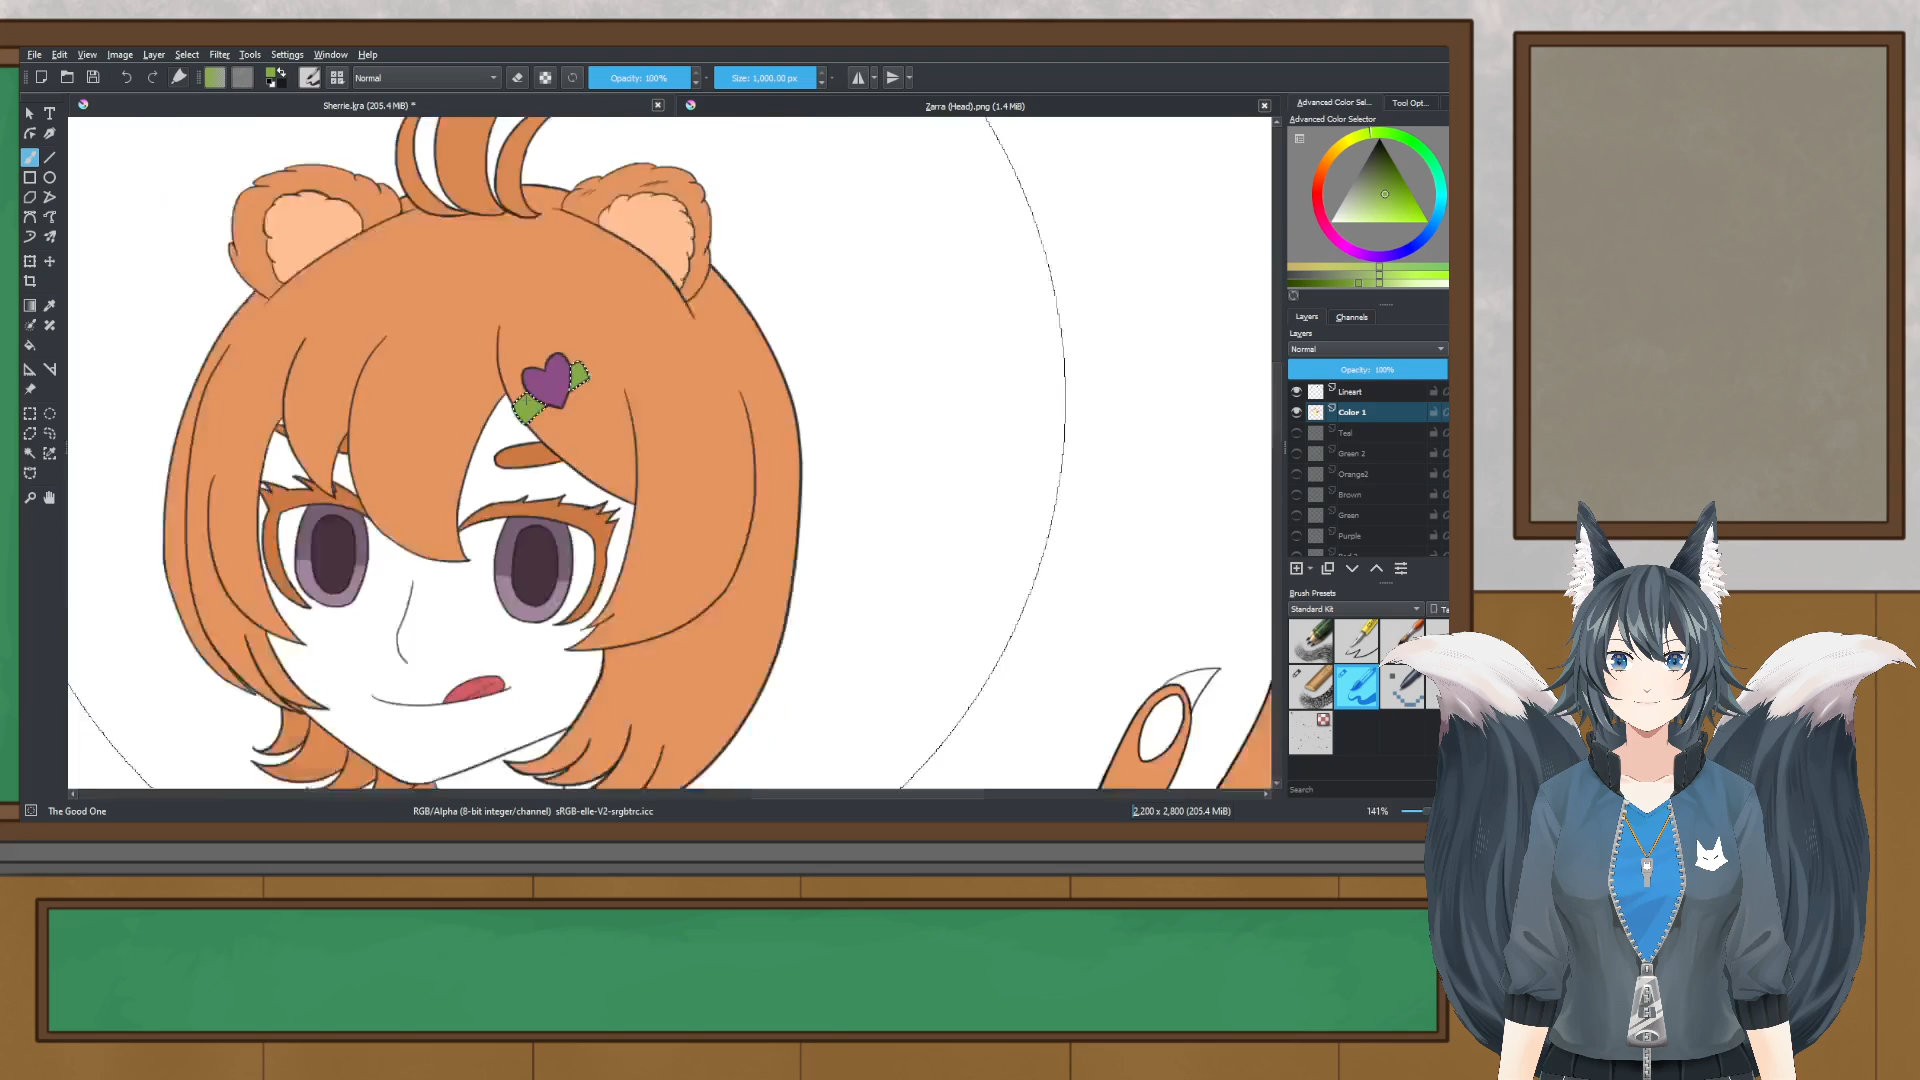 File Edit View Image Layer Select Filter Tools Settings Window Help
Normal Opacity: 100% Size: 1,000.00 px
Sherrie.kra (205.4 MiB) * Zarra (Head).png (1.4 MiB)
Advanced Color Sel... Tool Opt...
Advanced Color Selector
Layers Channels
Layers
Normal
Opacity: 100%
Lineart
Color 1
Teal
Green 2
Orange2
Brown
Green
Purple
Brush Presets
Standard Kit Ta
Search
The Good One RGB/Alpha (8-bit integer/channel) sRGB-elle-V2-srgbtrc.icc 2,200 x 2,800 (205.4 MiB) 141%